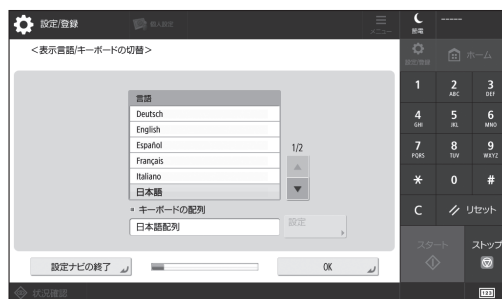 設定/登録
個人設定
メニュー
節電
-----
<表示言語/キーボードの切替>
設定/登録
ホーム
言語
Deutsch
English
Español
Français
Italiano
日本語
1/2
キーボードの配列
日本語配列
設定
設定ナビの終了
OK
1
2 ABC
3 DEF
4 GHI
5 JKL
6 MNO
7 PQRS
8 TUV
9 WXYZ
*
0
#
C
リセット
スタート
ストップ
状況確認
123